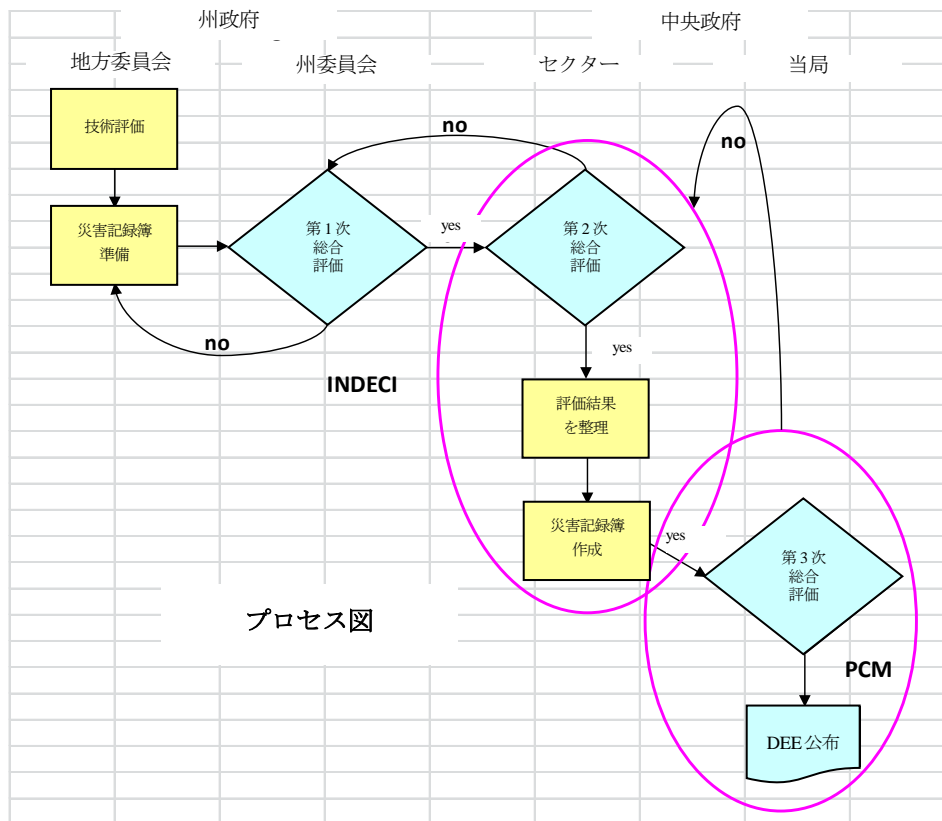 州政府
中央政府
地方委員会
州委員会
セクター
当局
技術評価
no
no
災害記録簿
準備
第1次
総合
評価
yes
第2次
総合
評価
no
yes
INDECI
評価結果
を整理
災害記録簿
作成
yes
第3次
総合
評価
プロセス図
PCM
DEE公布